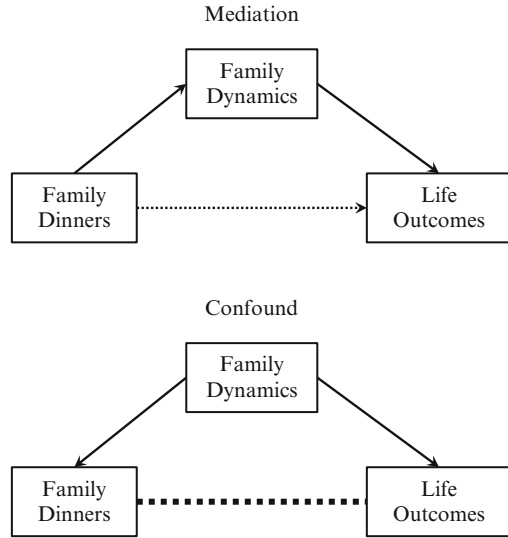 Mediation
Family
Dynamics
Family
Dinners
Life
Outcomes
Confound
Family
Dynamics
Family
Dinners
Life
Outcomes